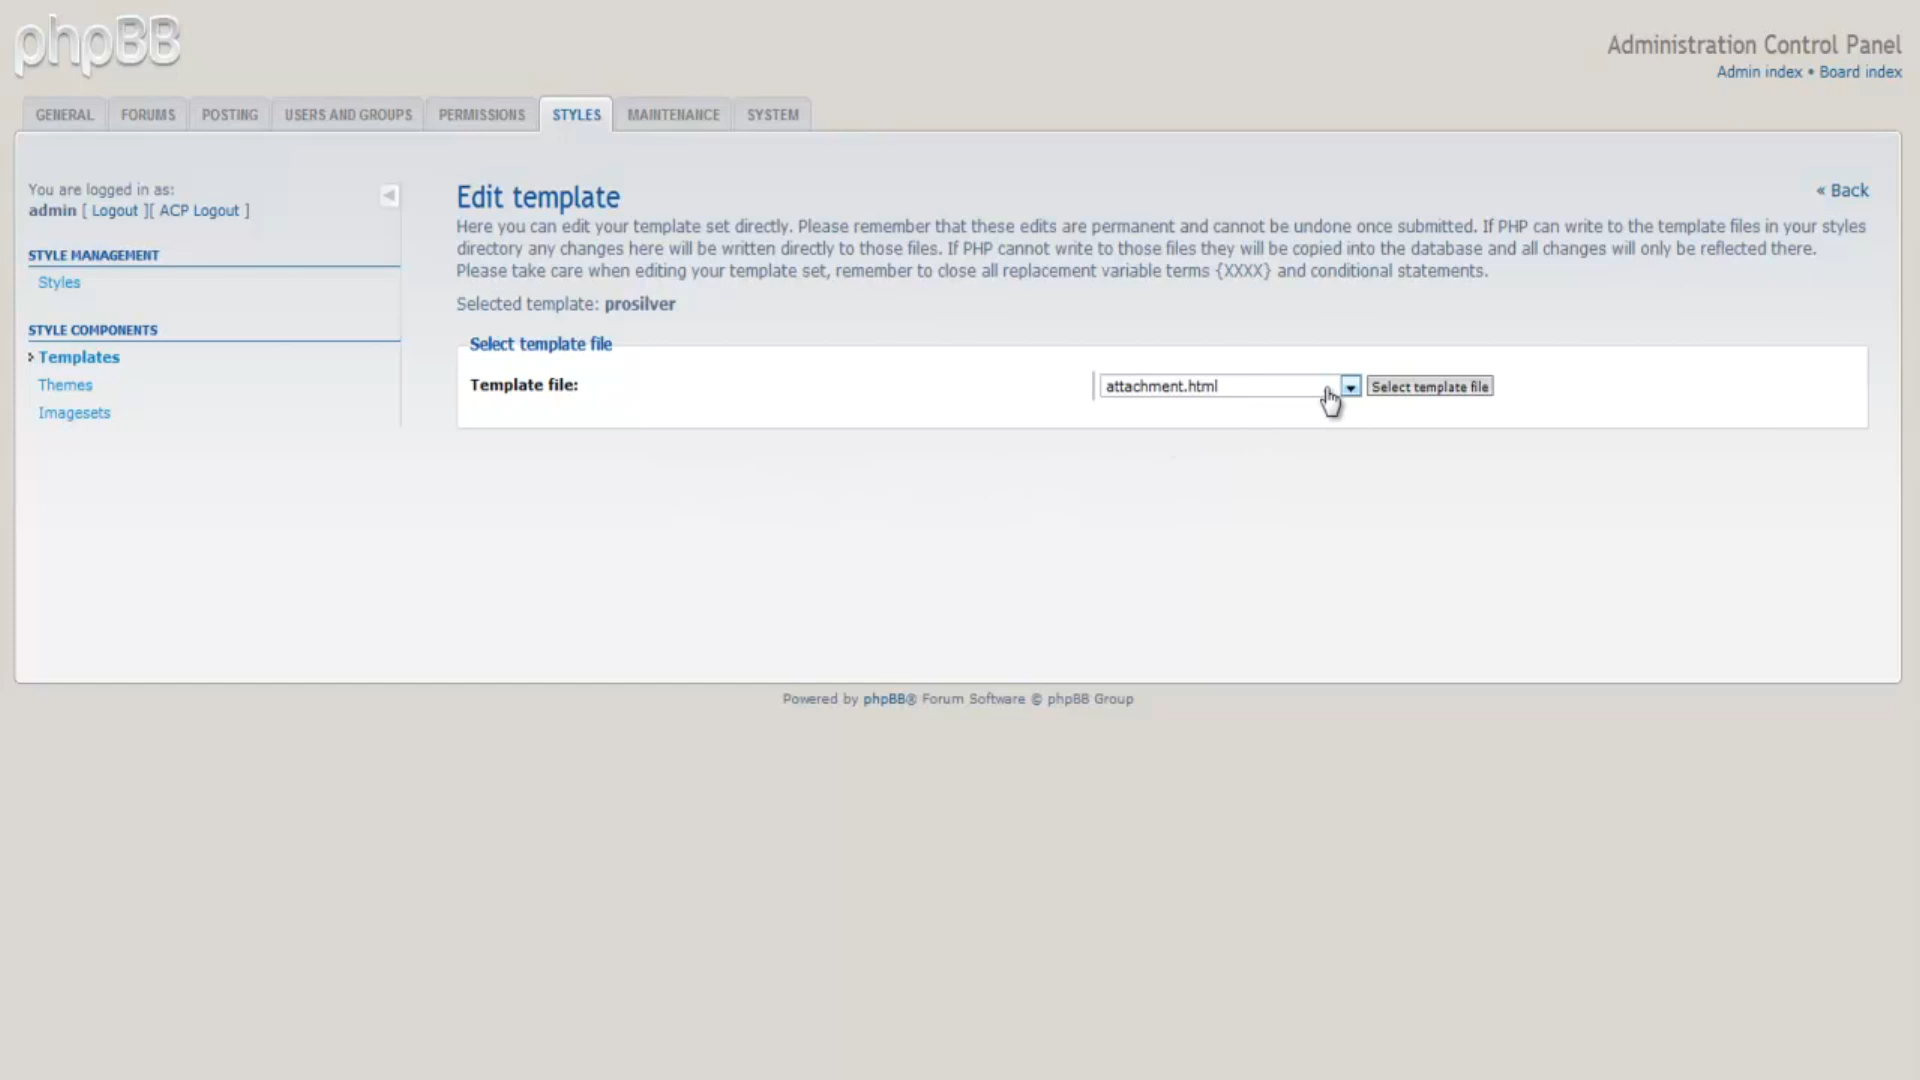 phpBB
Administration Control Panel
Admin index • Board index
GENERAL FORUMS POSTING USERS AND GROUPS PERMISSIONS STYLES MAINTENANCE SYSTEM
You are logged in as:
admin [ Logout ][ ACP Logout ]
STYLE MANAGEMENT
Styles
STYLE COMPONENTS
Templates
Themes
Imagesets
« Back
Edit template
Here you can edit your template set directly. Please remember that these edits are permanent and cannot be undone once submitted. If PHP can write to the template files in your styles
directory any changes here will be written directly to those files. If PHP cannot write to those files they will be copied into the database and all changes will only be reflected there.
Please take care when editing your template set, remember to close all replacement variable terms {XXXX} and conditional statements.
Selected template: prosilver
Select template file
Template file:
attachment.html
Select template file
Powered by phpBB® Forum Software © phpBB Group